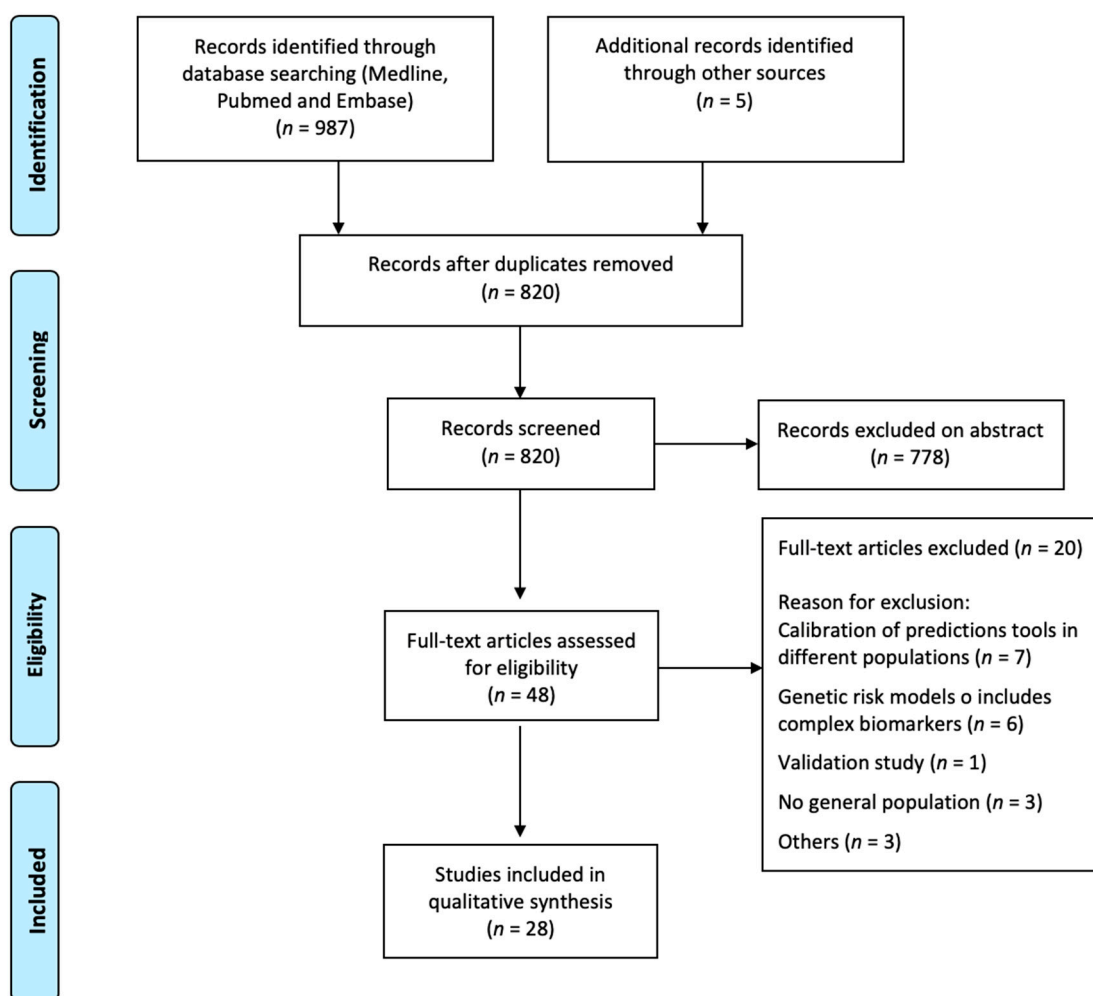 Identification
Records identified through
database searching (Medline,
Pubmed and Embase)
(n = 987)
Additional records identified
through other sources
(n = 5)
Records after duplicates removed
(n = 820)
Screening
Records screened
(n = 820)
Records excluded on abstract
(n = 778)
Eligibility
Full-text articles assessed
for eligibility
(n = 48)
Full-text articles excluded (n = 20)
Reason for exclusion:
Calibration of predictions tools in
different populations (n = 7)
Genetic risk models o includes
complex biomarkers (n = 6)
Validation study (n = 1)
No general population (n = 3)
Others (n = 3)
Included
Studies included in
qualitative synthesis
(n = 28)